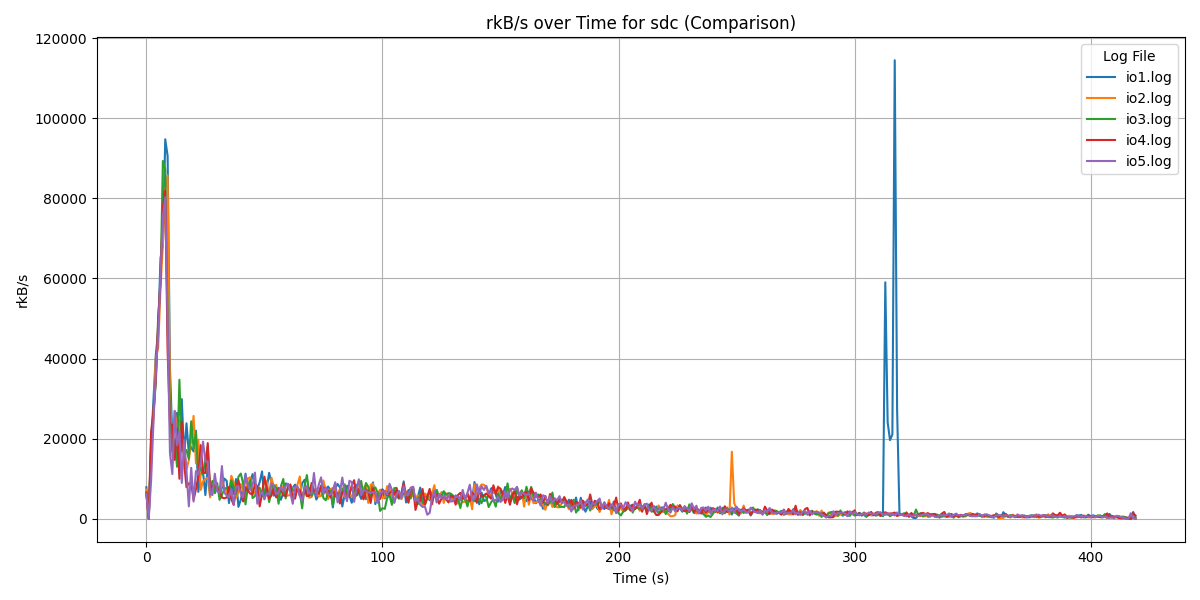 rkB/s over Time for sdc (Comparison)
120000
100000
80000
60000
40000
20000
0
rkB/s
0
100
200
300
400
Time (s)
Log File
io1.log
io2.log
io3.log
io4.log
io5.log